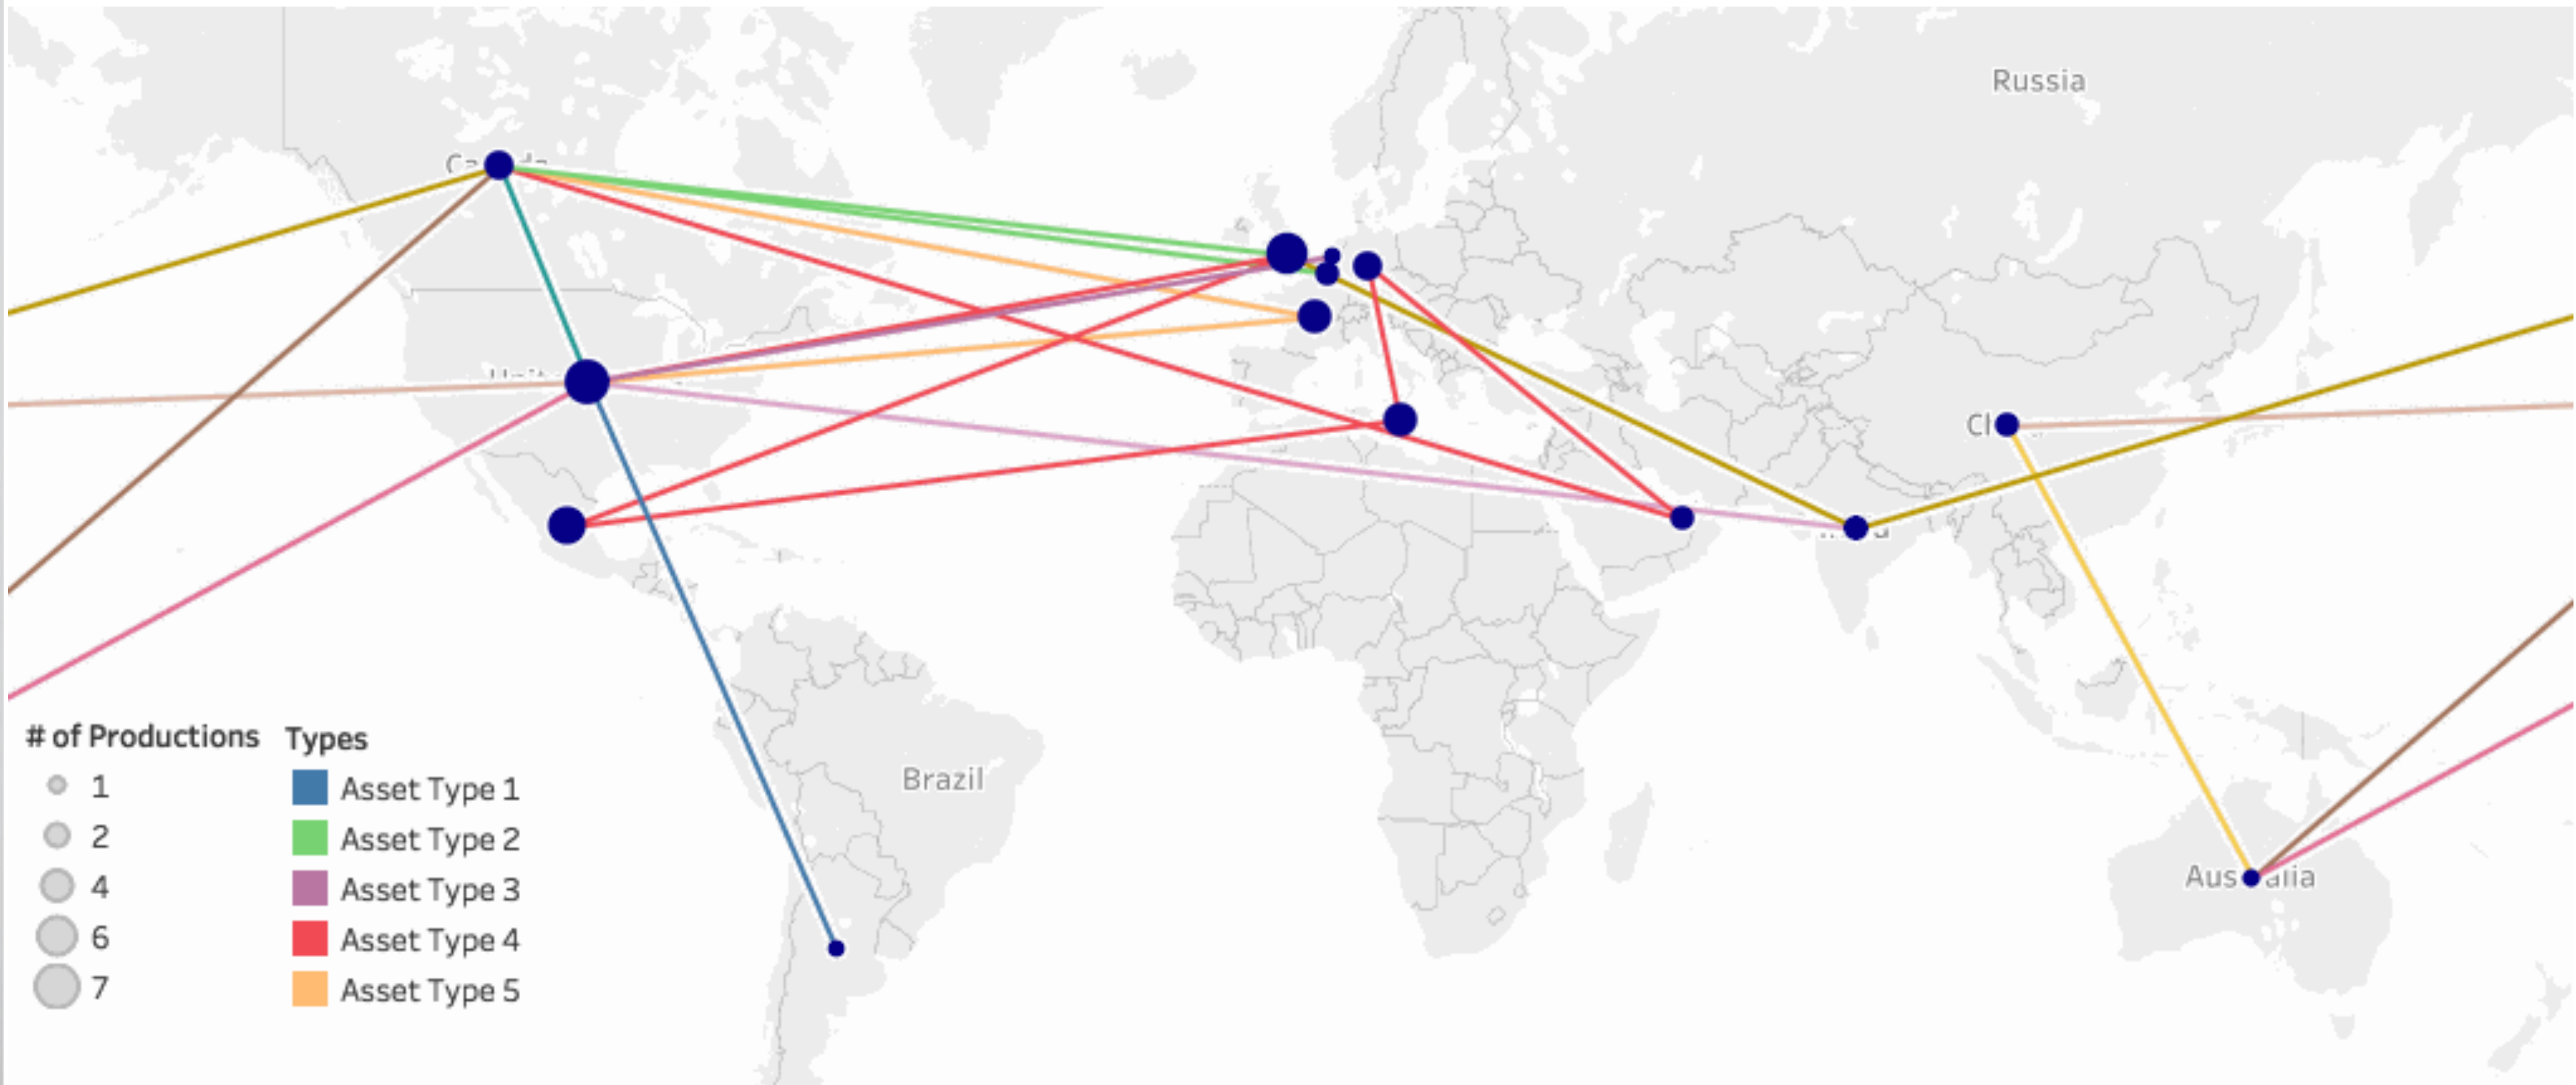 Russia
Brazil
# of Productions
1
2
4
6
7
Types
Asset Type 1
Asset Type 2
Asset Type 3
Asset Type 4
Asset Type 5